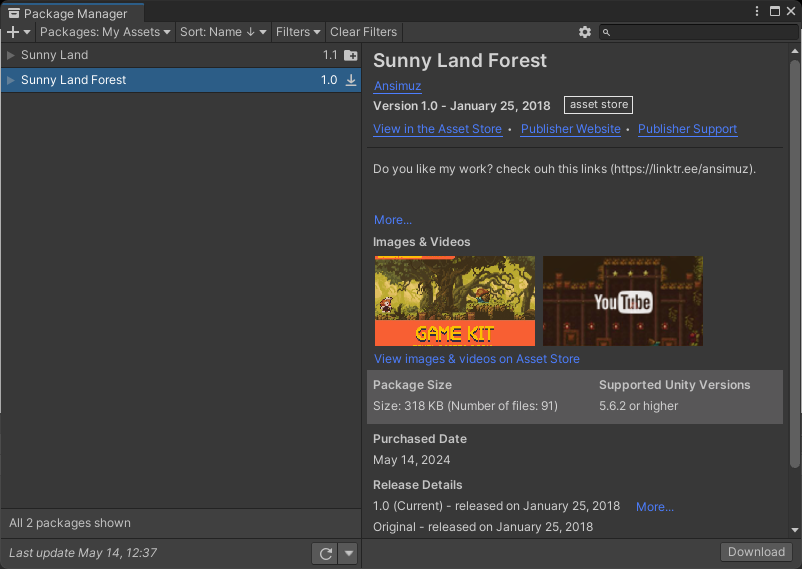 Package Manager
Packages: My Assets Sort: Name ↓ Filters Clear Filters
Sunny Land 1.1
Sunny Land Forest 1.0
Sunny Land Forest
Ansimuz
Version 1.0 - January 25, 2018 asset store
View in the Asset Store • Publisher Website • Publisher Support
Do you like my work? check ouh this links (https://linktr.ee/ansimuz).
More...
Images & Videos
GAME KIT
YouTube
View images & videos on Asset Store
Package Size Supported Unity Versions
Size: 318 KB (Number of files: 91) 5.6.2 or higher
Purchased Date
May 14, 2024
Release Details
1.0 (Current) - released on January 25, 2018 More...
Original - released on January 25, 2018
All 2 packages shown
Last update May 14, 12:37
Download